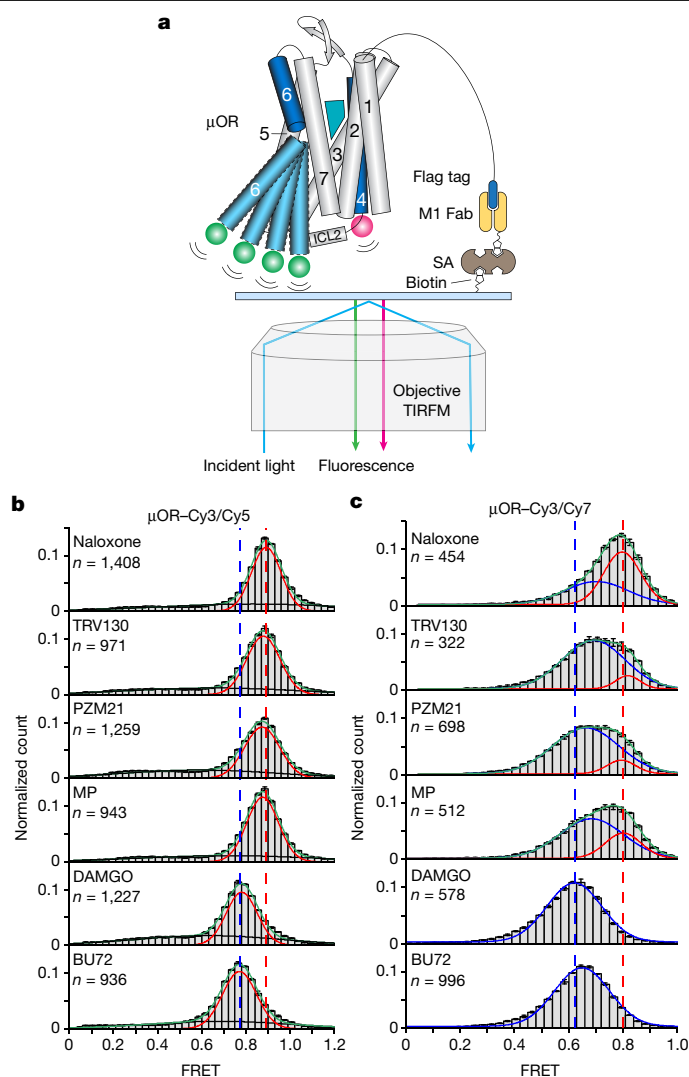 a
μOR
6
5
6
7
3
2
1
4
ICL2
Flag tag
M1 Fab
SA
Biotin
Objective
TIRFM
Incident light
Fluorescence
b
μOR–Cy3/Cy5
Naloxone
n = 1,408
0.1
0
TRV130
n = 971
0.1
0
PZM21
n = 1,259
0.1
0
MP
n = 943
0.1
0
DAMGO
n = 1,227
0.1
0
BU72
n = 936
0.1
0
Normalized count
0 0.2 0.4 0.6 0.8 1.0 1.2
FRET
c
μOR–Cy3/Cy7
Naloxone
n = 454
0.1
0
TRV130
n = 322
0.1
0
PZM21
n = 698
0.1
0
MP
n = 512
0.1
0
DAMGO
n = 578
0.1
0
BU72
n = 996
0.1
0
Normalized count
0 0.2 0.4 0.6 0.8 1.0
FRET